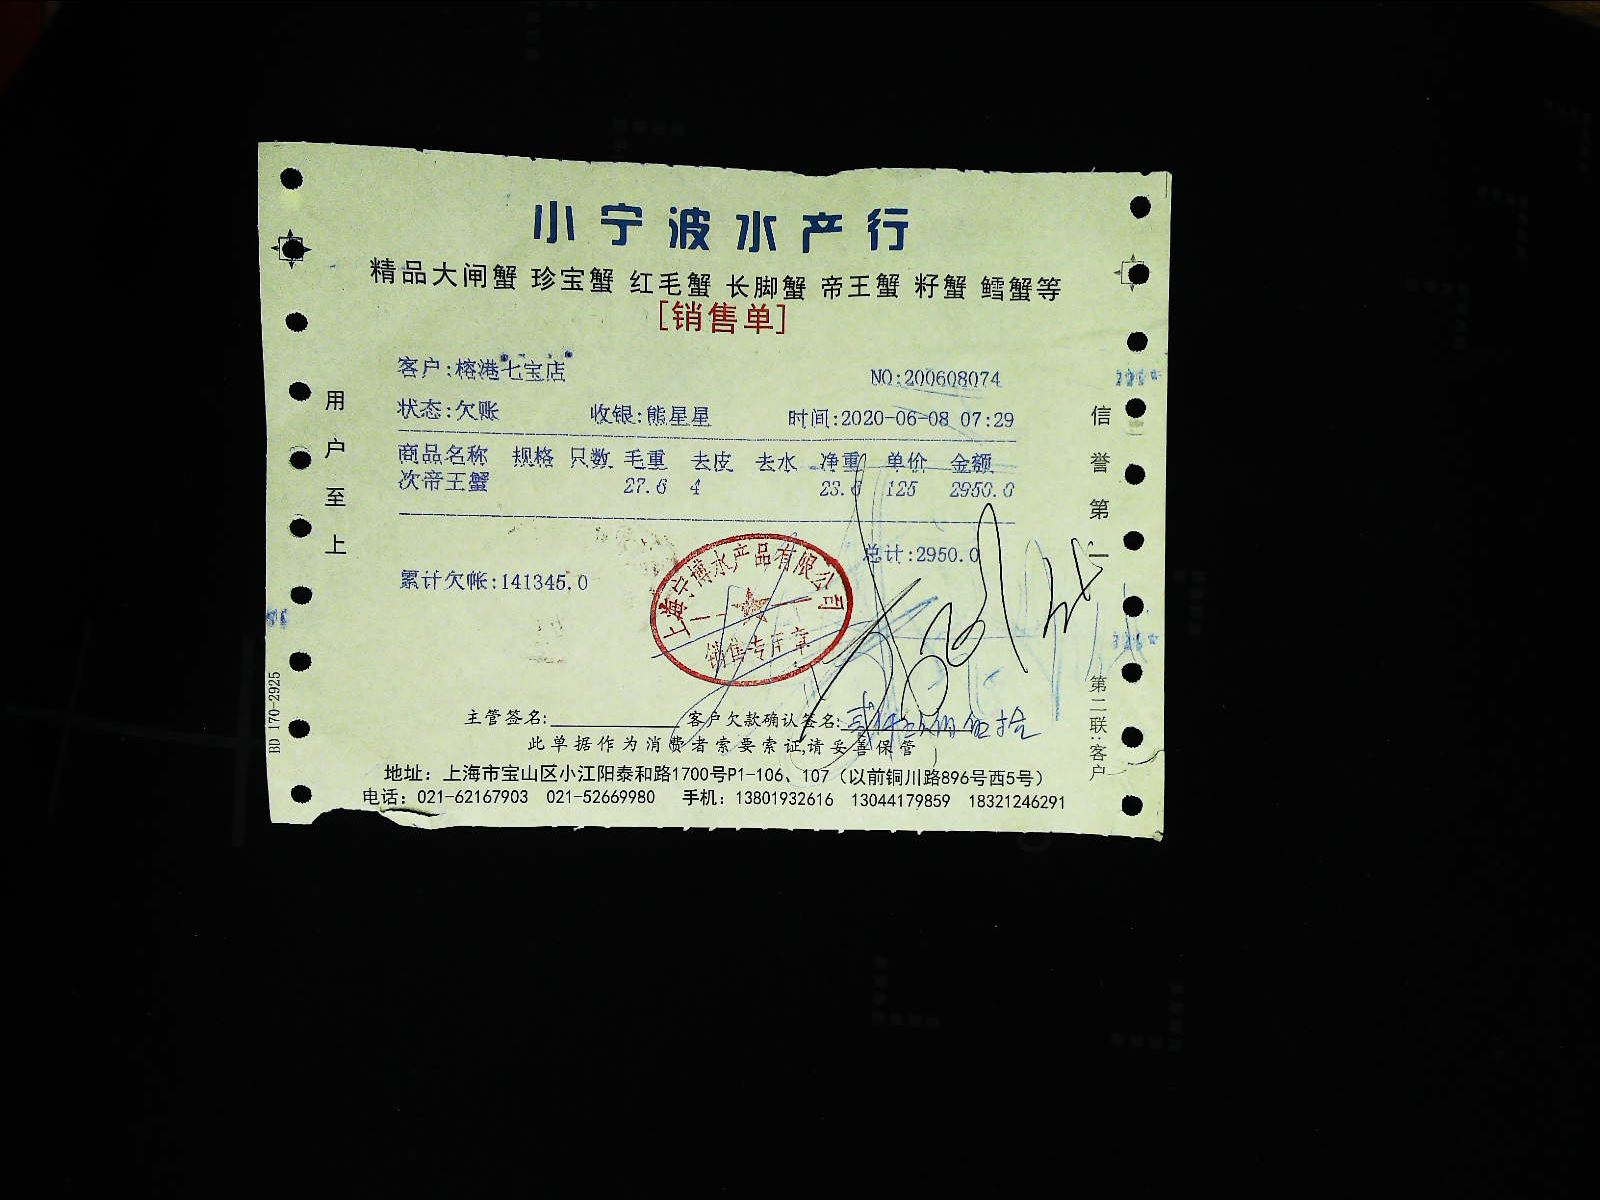 小宁波水产行
精品大闸蟹 珍宝蟹 红毛蟹 长脚蟹 帝王蟹 籽蟹 鳕蟹等
[销售单]
客户:榕港七宝店 NO:200608074
状态:欠账 收银:熊星星 时间:2020-06-08 07:29
商品名称 规格 只数 毛重 去皮 去水 净重 单价 金额
次帝王蟹 27.6 4 23.6 125 2950.0
总计:2950.0
累计欠帐:141345.0
上海宁博水产品有限公司
销售专用章
主管签名: 客户欠款确认签名:
此单据作为消费者索要索证,请妥善保管
地址：上海市宝山区小江阳泰和路1700号P1-106、107（以前铜川路896号西5号）
电话：021-62167903 021-52669980 手机：13801932616 13044179859 18321246291
用户至上
BD 170-2925
信誉第一
第二联:客户